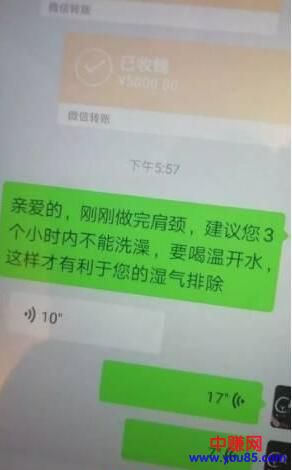 微信转账
已收钱
¥5000.00
微信转账
下午5:57
亲爱的，刚刚做完肩颈，建议您3
个小时内不能洗澡，要喝温开水，
这样才有利于您的湿气排除
10"
17"
中赚网
www.you85.com